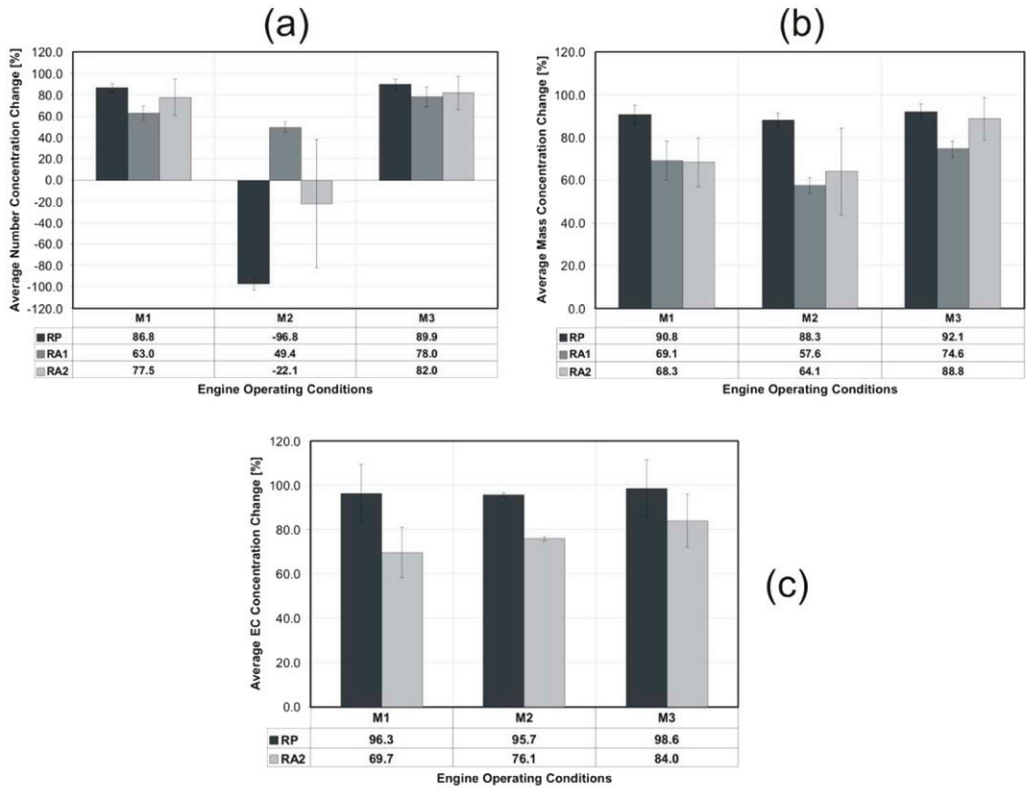 (a)
Average Number Concentration Change [%]
120.0
100.0
80.0
60.0
40.0
20.0
0.0
-20.0
-40.0
-60.0
-80.0
-100.0
-120.0
M1 M2 M3
RP 86.8 -96.8 89.9
RA1 63.0 49.4 78.0
RA2 77.5 -22.1 82.0
Engine Operating Conditions
(b)
Average Mass Concentration Change [%]
120.0
100.0
80.0
60.0
40.0
20.0
0.0
M1 M2 M3
RP 90.8 88.3 92.1
RA1 69.1 57.6 74.6
RA2 68.3 64.1 88.8
Engine Operating Conditions
Average EC Concentration Change [%]
120.0
100.0
80.0
60.0
40.0
20.0
0.0
M1 M2 M3
RP 96.3 95.7 98.6
RA2 69.7 76.1 84.0
Engine Operating Conditions
(c)